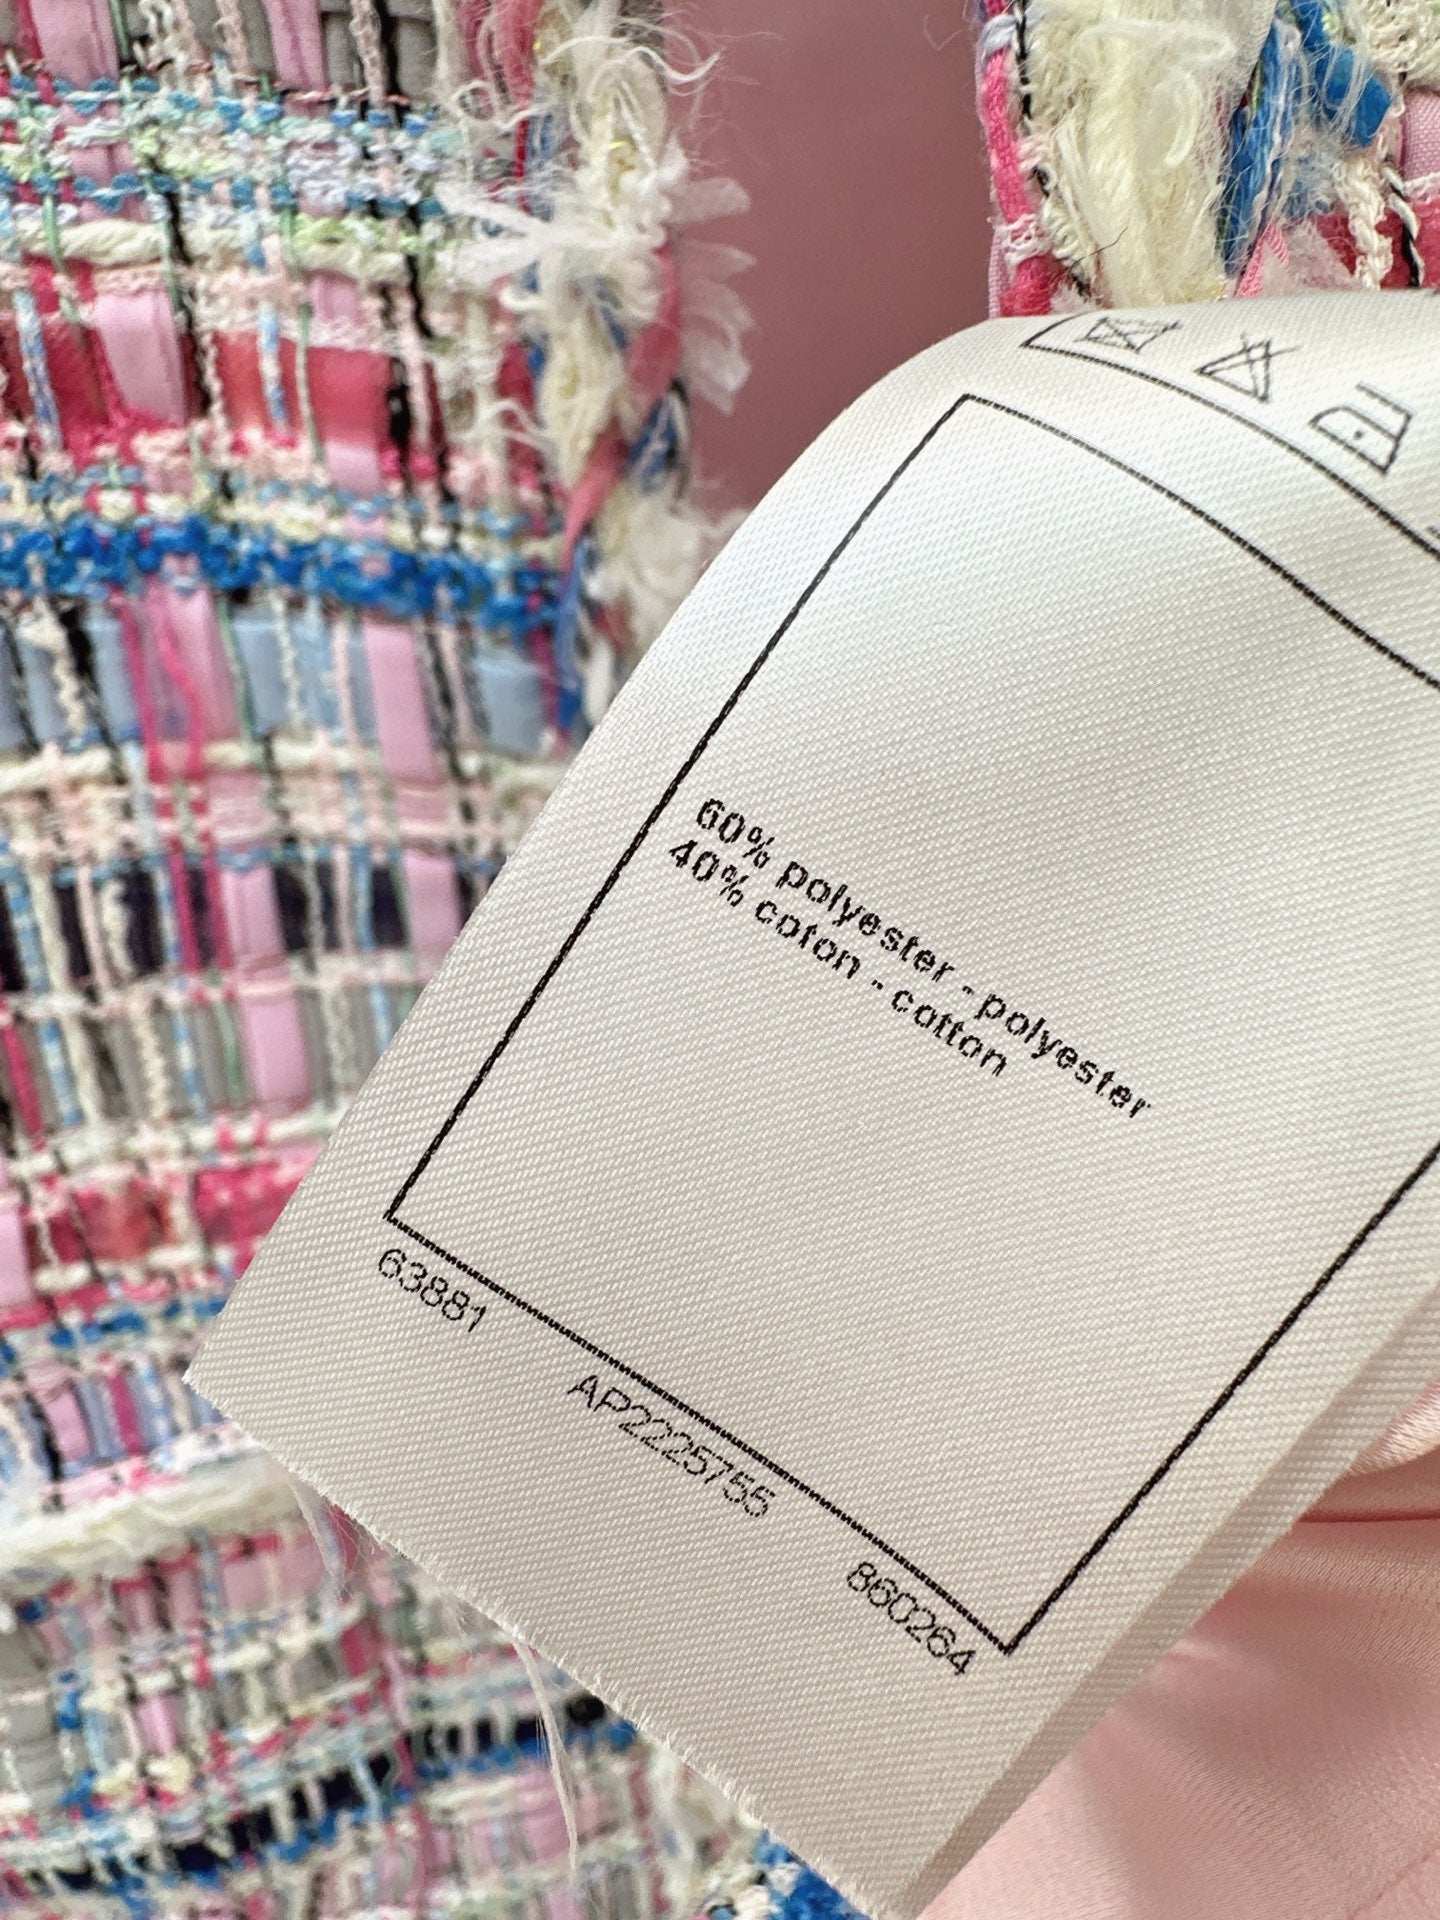 60% polyester - polyester
40% coton - cotton
63881
AP2225755
860264